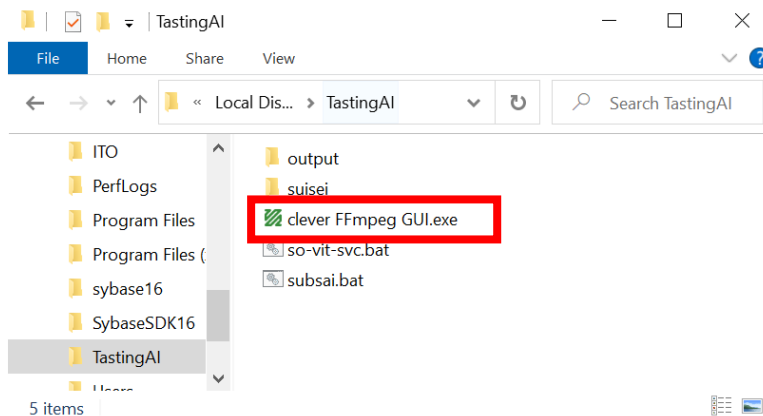 TastingAI
File Home Share View
« Local Dis... > TastingAI
Search TastingAI
ITO
PerfLogs
Program Files
Program Files (
sybase16
SybaseSDK16
TastingAI
Users
output
suisei
clever FFmpeg GUI.exe
so-vit-svc.bat
subsai.bat
5 items